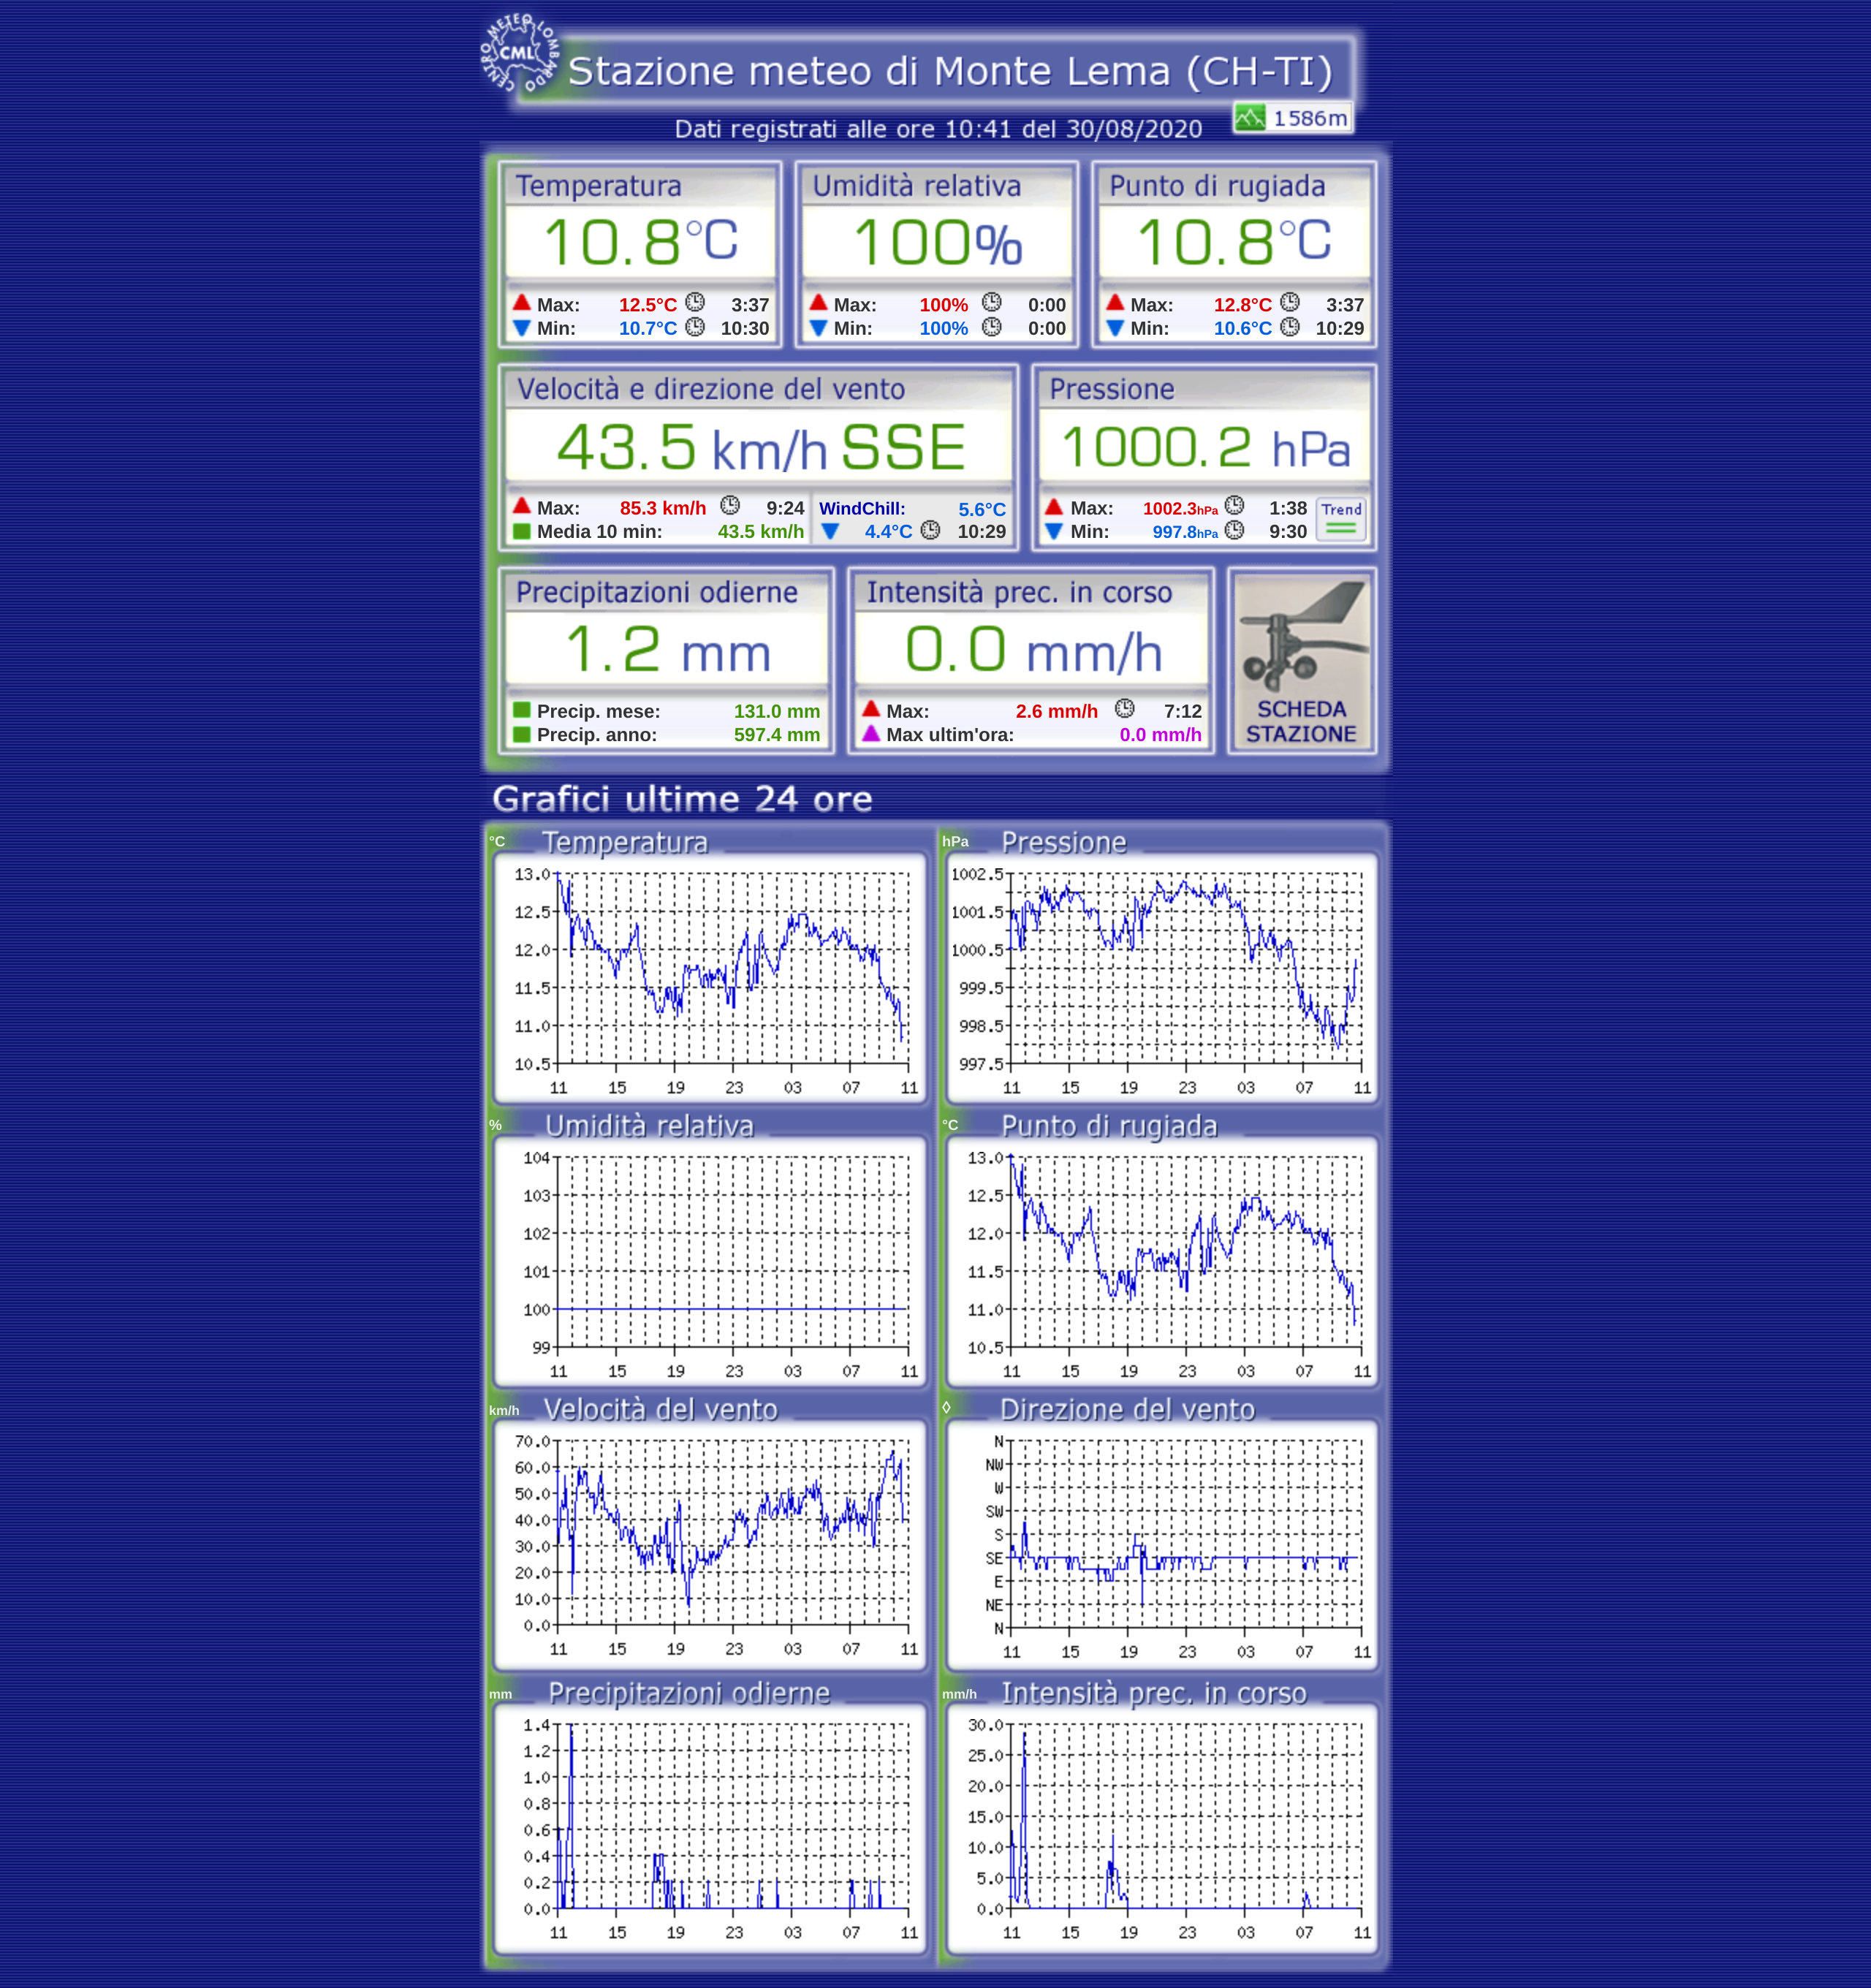 CENTRO METEO LOMBARDO
CML
Stazione meteo di Monte Lema (CH-TI)
1586m
Dati registrati alle ore 10:41 del 30/08/2020
Temperatura
10.8°C
Max: 12.5°C 3:37
Min: 10.7°C 10:30
Umidità relativa
100%
Max: 100% 0:00
Min: 100% 0:00
Punto di rugiada
10.8°C
Max: 12.8°C 3:37
Min: 10.6°C 10:29
Velocità e direzione del vento
43.5 km/h SSE
Max: 85.3 km/h 9:24
Media 10 min: 43.5 km/h
WindChill: 5.6°C
4.4°C 10:29
Pressione
1000.2 hPa
Max: 1002.3hPa 1:38
Min: 997.8hPa 9:30
Trend
Precipitazioni odierne
1.2 mm
Precip. mese: 131.0 mm
Precip. anno: 597.4 mm
Intensità prec. in corso
0.0 mm/h
Max: 2.6 mm/h 7:12
Max ultim'ora: 0.0 mm/h
SCHEDA
STAZIONE
Grafici ultime 24 ore
°C Temperatura
13.0
12.5
12.0
11.5
11.0
10.5
11 15 19 23 03 07 11
hPa Pressione
1002.5
1001.5
1000.5
999.5
998.5
997.5
11 15 19 23 03 07 11
% Umidità relativa
104
103
102
101
100
99
11 15 19 23 03 07 11
°C Punto di rugiada
13.0
12.5
12.0
11.5
11.0
10.5
11 15 19 23 03 07 11
km/h Velocità del vento
70.0
60.0
50.0
40.0
30.0
20.0
10.0
0.0
11 15 19 23 03 07 11
◊ Direzione del vento
N
NW
W
SW
S
SE
E
NE
N
11 15 19 23 03 07 11
mm Precipitazioni odierne
1.4
1.2
1.0
0.8
0.6
0.4
0.2
0.0
11 15 19 23 03 07 11
mm/h Intensità prec. in corso
30.0
25.0
20.0
15.0
10.0
5.0
0.0
11 15 19 23 03 07 11